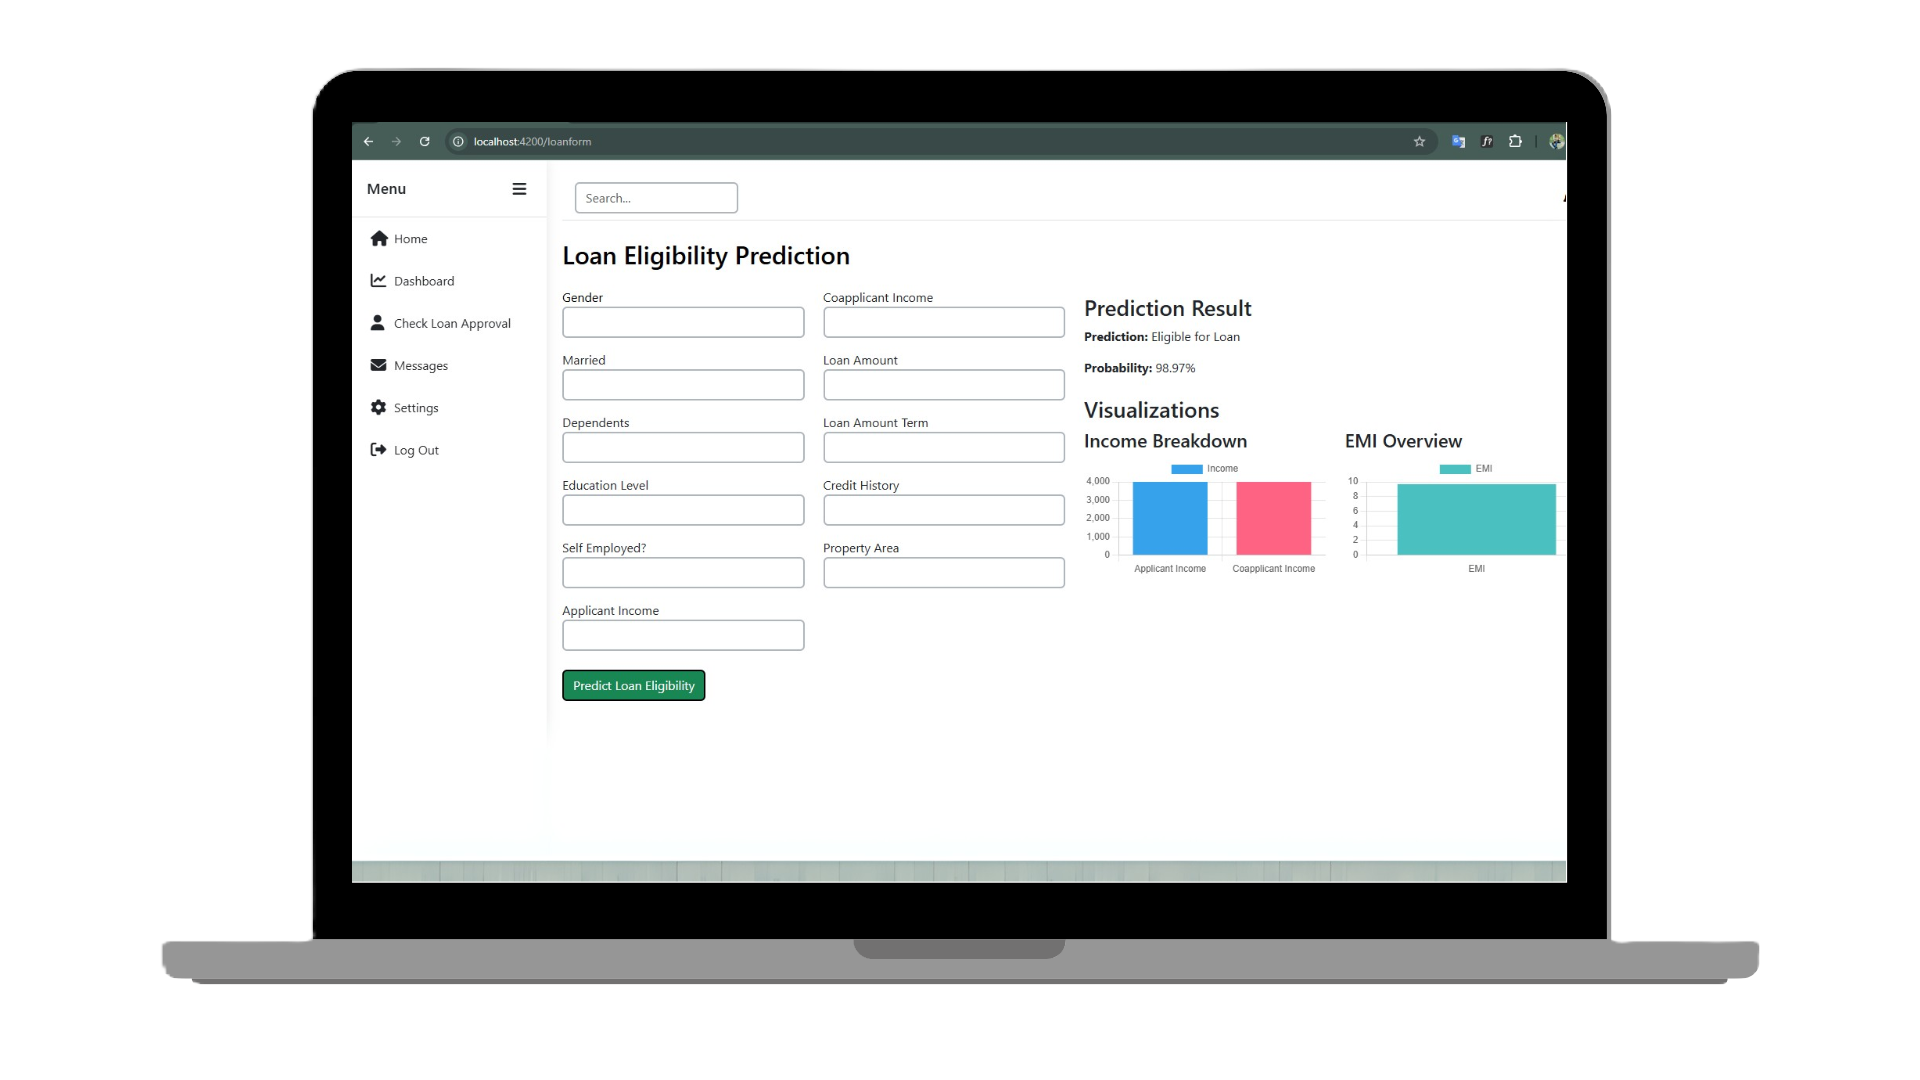 localhost:4200/loanform
Menu
Search...
Home
Dashboard
Check Loan Approval
Messages
Settings
Log Out
Loan Eligibility Prediction
Gender
Married
Dependents
Education Level
Self Employed?
Applicant Income
Coapplicant Income
Loan Amount
Loan Amount Term
Credit History
Property Area
Predict Loan Eligibility
Prediction Result
Prediction: Eligible for Loan
Probability: 98.97%
Visualizations
Income Breakdown
Income
4,000
3,000
2,000
1,000
0
Applicant Income Coapplicant Income
EMI Overview
EMI
10
8
6
4
2
0
EMI